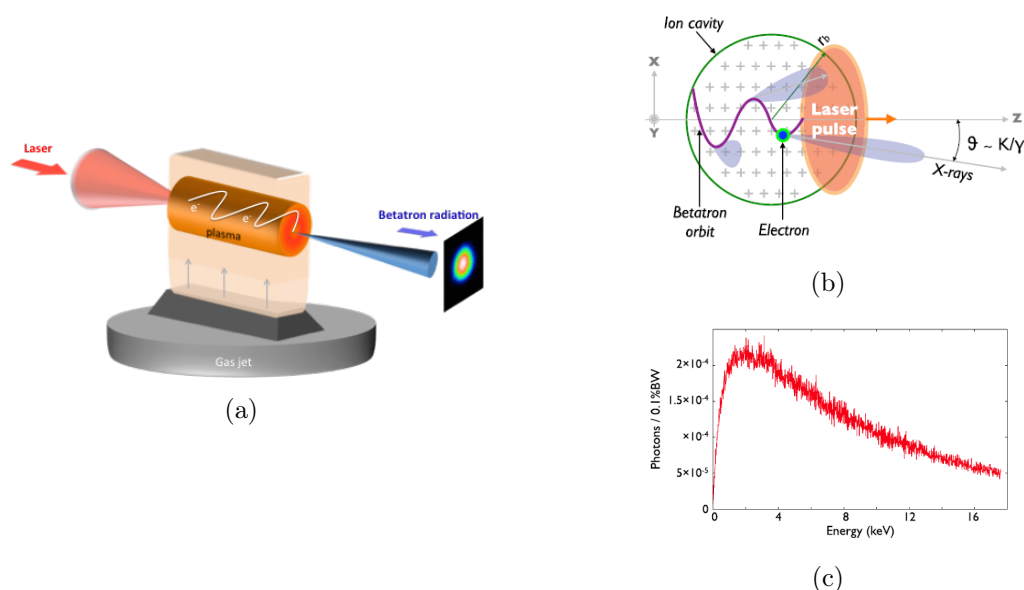 Laser
e⁻
e⁻
plasma
Betatron radiation
Gas jet
(a)
Ion cavity
r_b
X
Y
Laser
pulse
Z
ϑ ~ K/γ
X-rays
Betatron
orbit
Electron
(b)
Photons / 0.1%BW
2×10⁻⁴
1.5×10⁻⁴
×10⁻⁴
5×10⁻⁵
0
0 4 8 12 16
Energy (keV)
(c)